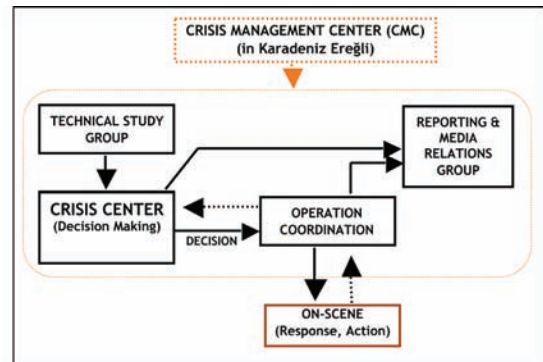 CRISIS MANAGEMENT CENTER (CMC)
(in Karadeniz Ereğli)
TECHNICAL STUDY
GROUP
REPORTING &
MEDIA
RELATIONS
GROUP
CRISIS CENTER
(Decision Making)
DECISION
OPERATION
COORDINATION
ON-SCENE
(Response, Action)